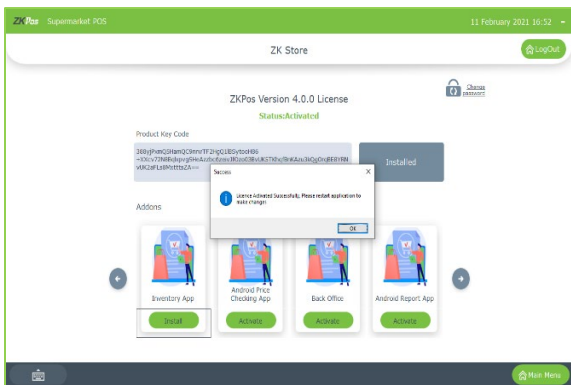 ZKPos Supermarket POS
11 February 2021 16:52
ZK Store
LogOut
Change
password
ZKPos Version 4.0.0 License
Status:Activated
Product Key Code
Installed
Success
X
Licence Activated Successfully, Please restart application to
make changes
OK
Addons
Inventory App
Android Price
Checking App
Back Office
Android Report App
Install
Activate
Activate
Activate
Main Menu